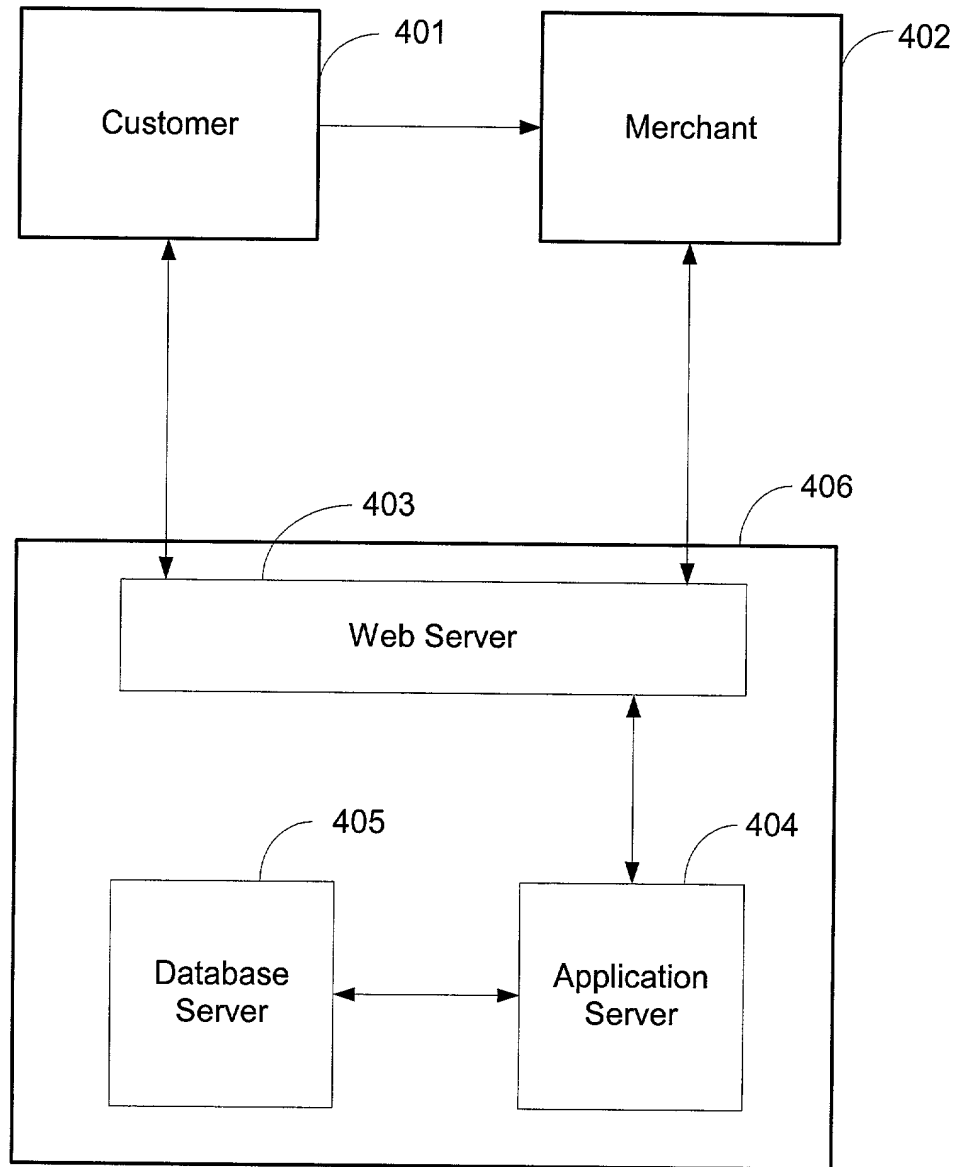 401
402
Customer
Merchant
403
406
Web Server
405
404
Database
Server
Application
Server